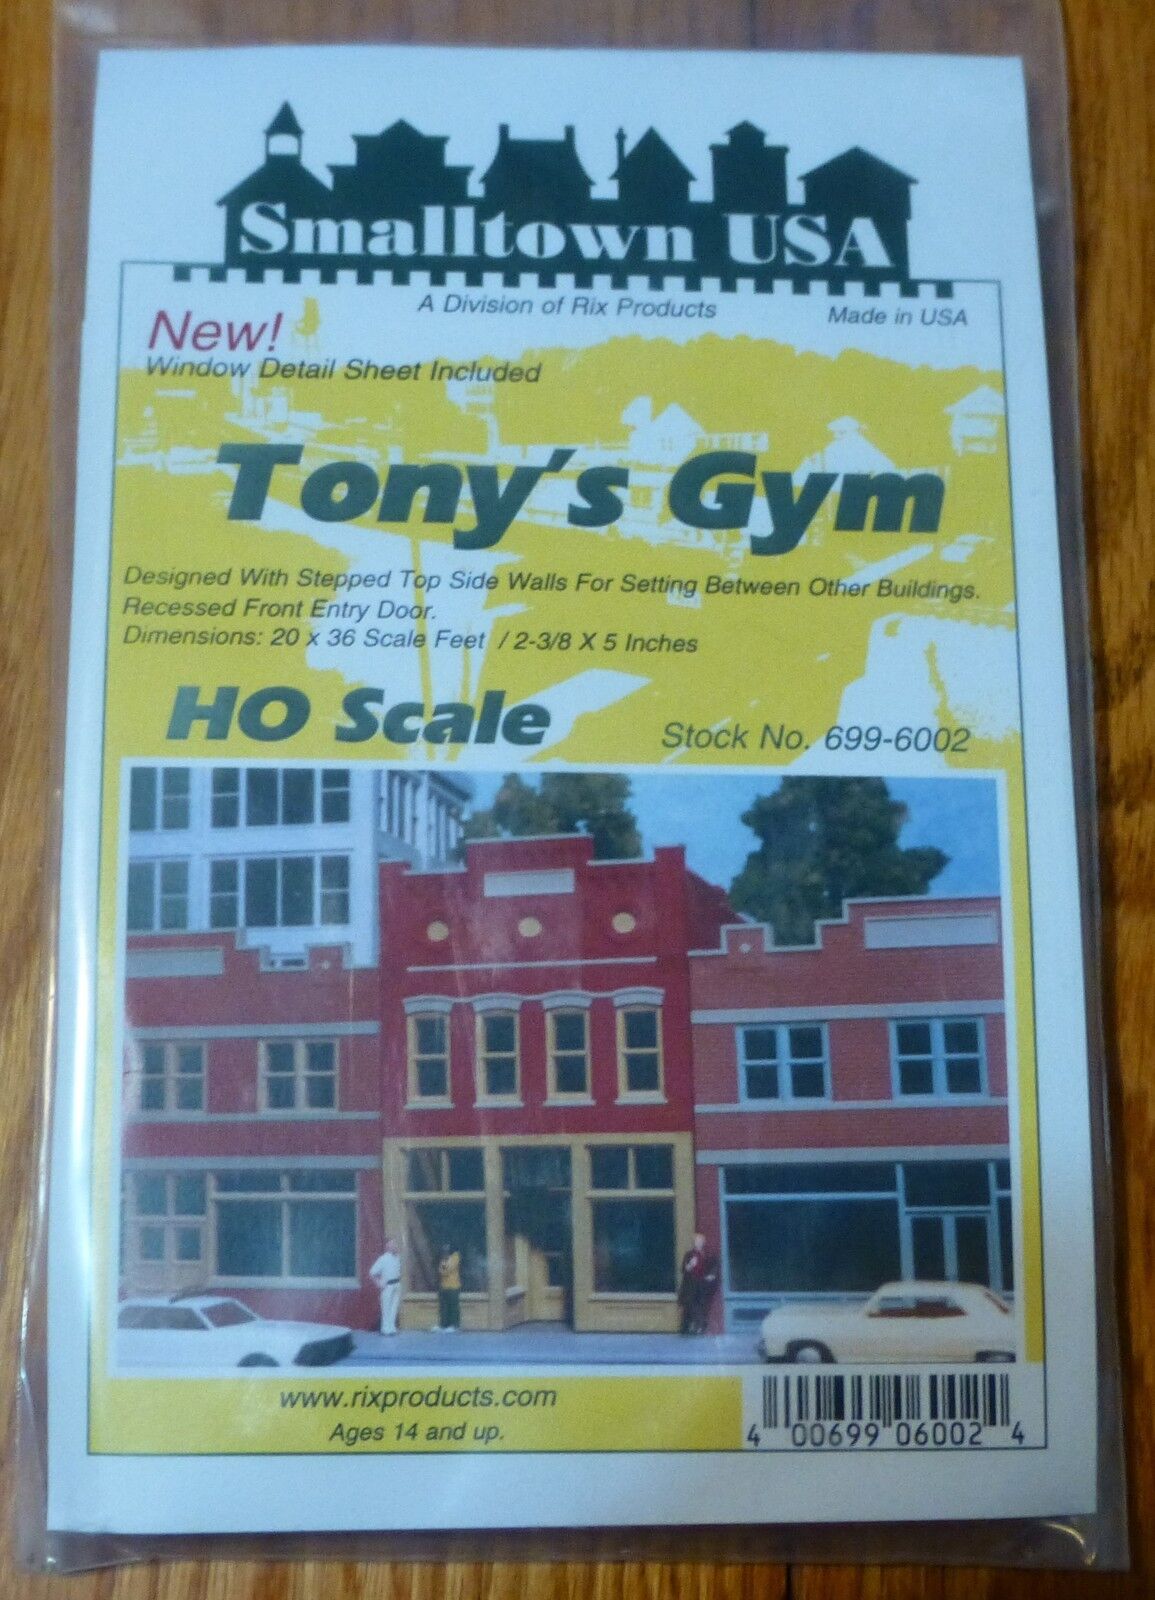 Smalltown USA
A Division of Rix Products
Made in USA
New!
Window Detail Sheet Included
Tony's Gym
Designed With Stepped Top Side Walls For Setting Between Other Buildings.
Recessed Front Entry Door.
Dimensions: 20 x 36 Scale Feet / 2-3/8 X 5 Inches
HO Scale
Stock No. 699-6002
www.rixproducts.com
Ages 14 and up.
4 00699 06002 4